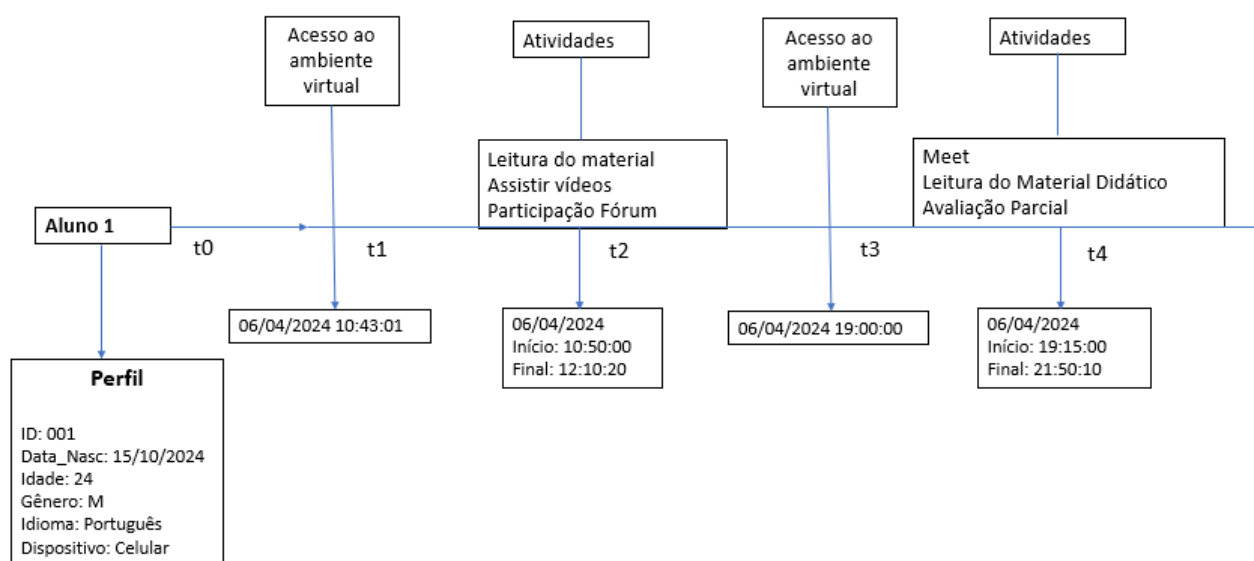 Acesso ao
ambiente
virtual
Atividades
Acesso ao
ambiente
virtual
Atividades
Leitura do material
Assistir vídeos
Participação Fórum
Meet
Leitura do Material Didático
Avaliação Parcial
Aluno 1
t0
t1
t2
t3
t4
06/04/2024 10:43:01
06/04/2024
Início: 10:50:00
Final: 12:10:20
06/04/2024 19:00:00
06/04/2024
Início: 19:15:00
Final: 21:50:10
Perfil
ID: 001
Data_Nasc: 15/10/2024
Idade: 24
Gênero: M
Idioma: Português
Dispositivo: Celular